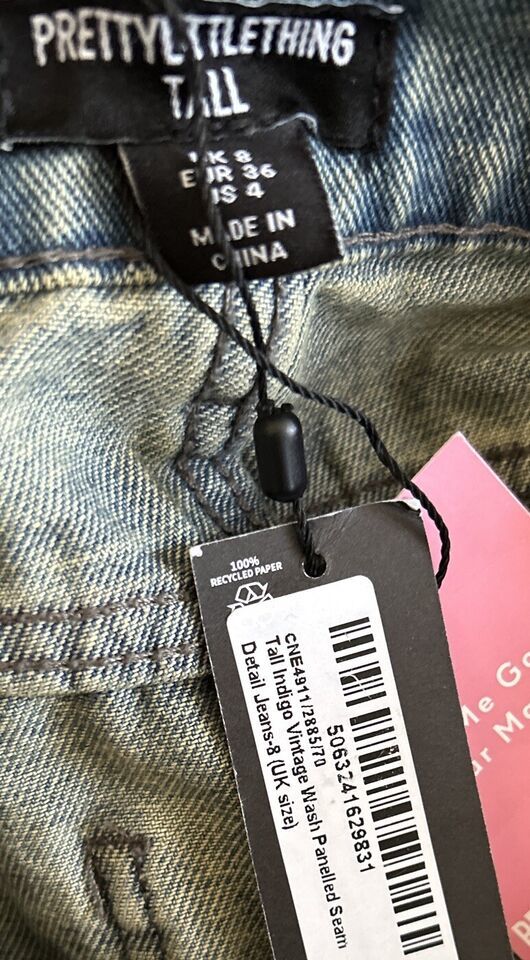 PRETTYLITTLETHING
TALL
UK 8
EUR 36
US 4
MADE IN
CHINA
100%
RECYCLED PAPER
CNE4911/2885/70
Tall Indigo Vintage Wash Panelled Seam
Detail Jeans-8 (UK size)
5063241629831
Me